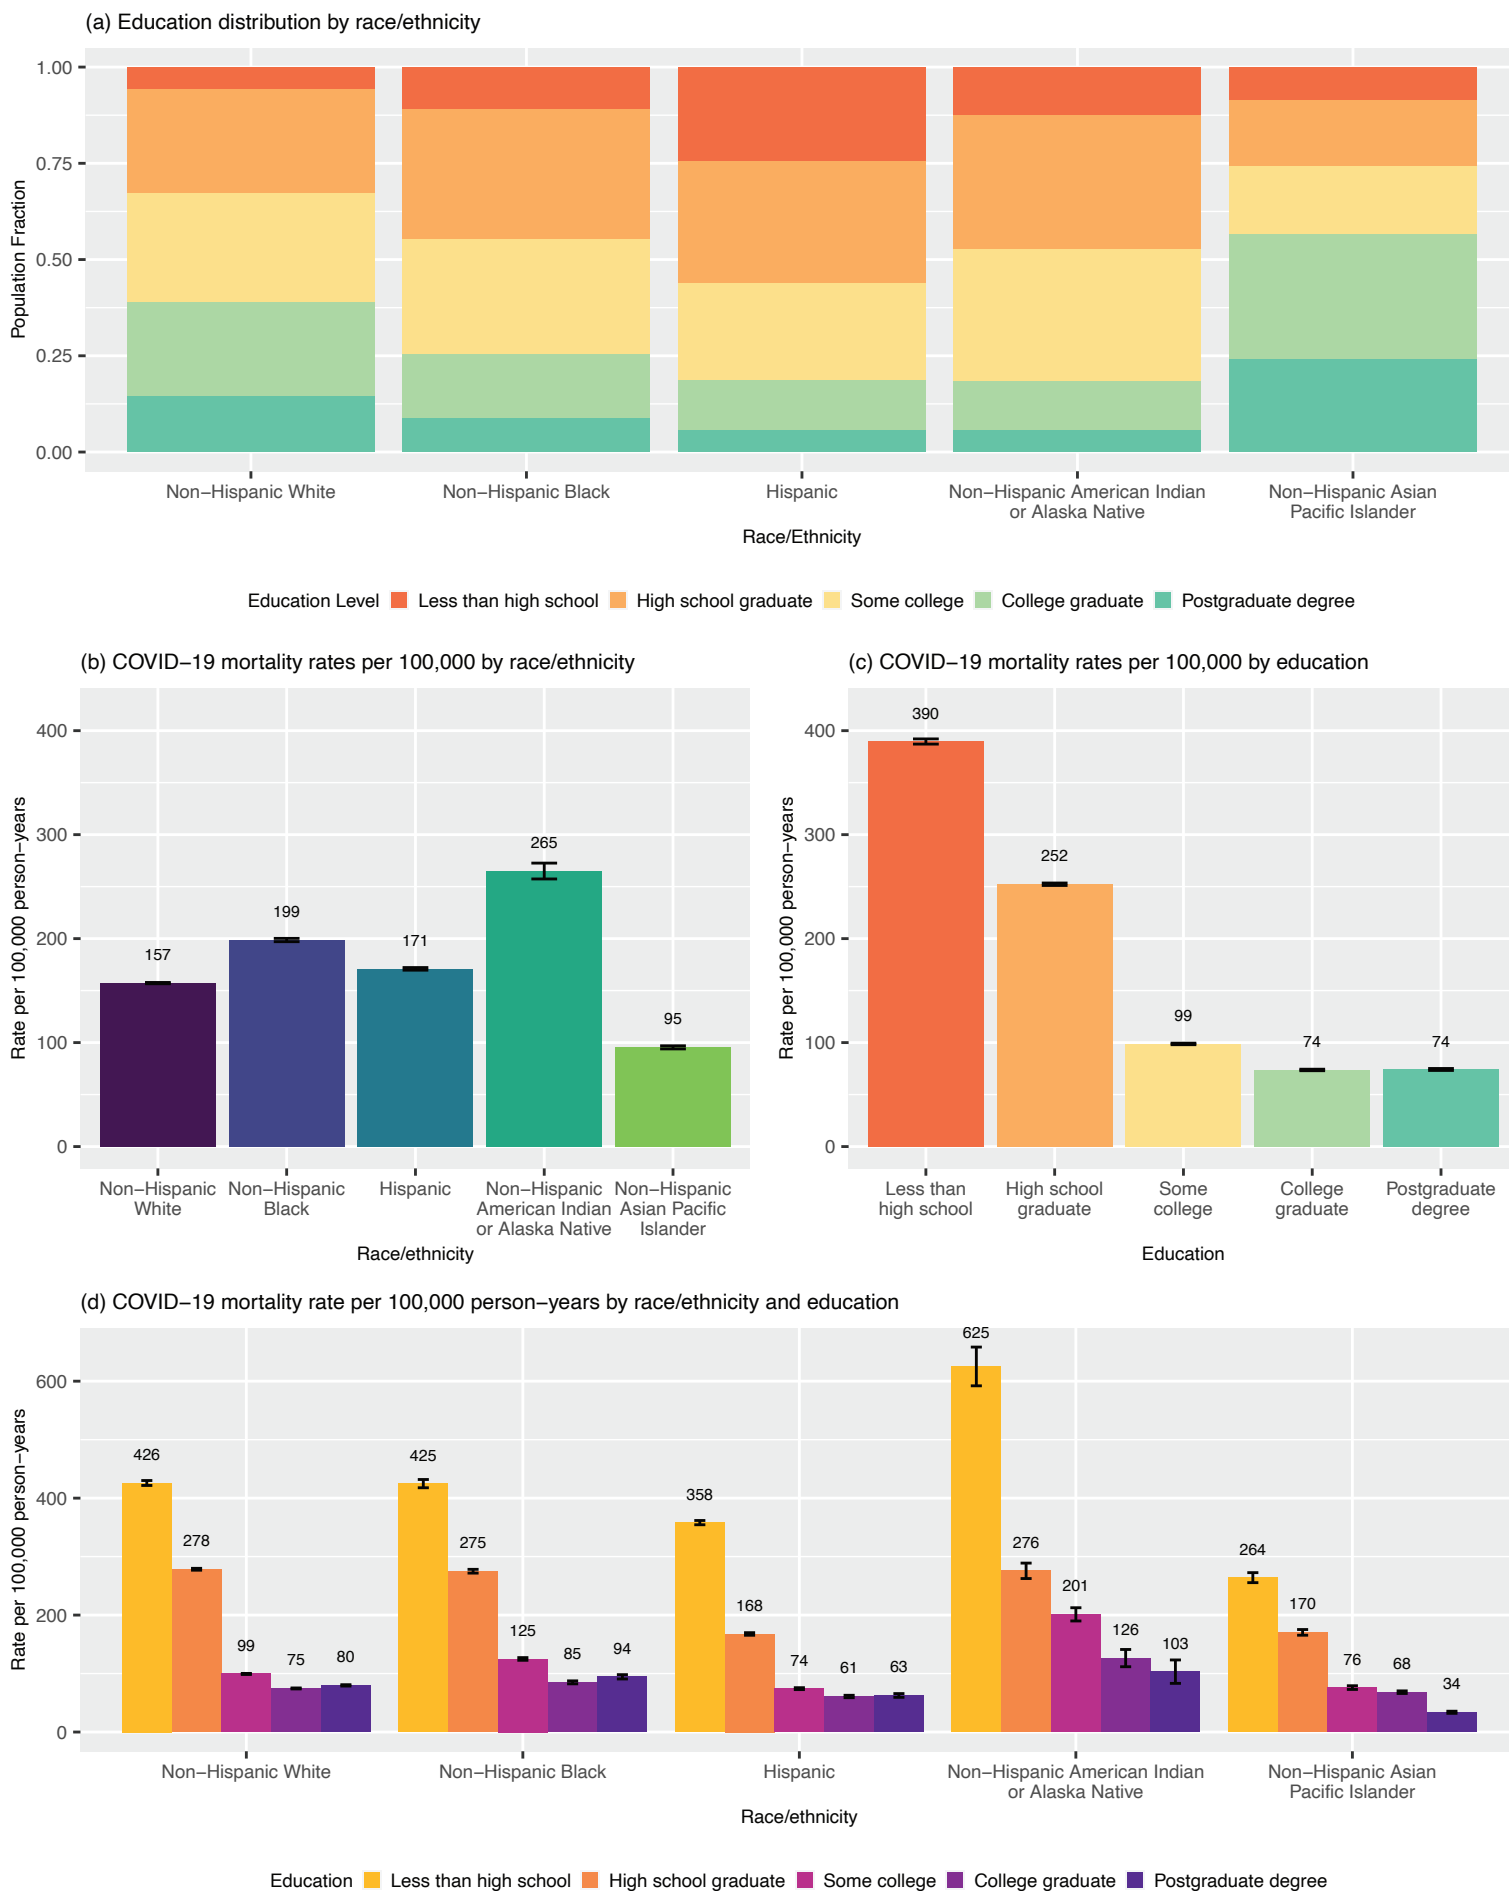 (a) Education distribution by race/ethnicity
1.00
0.75
0.50
0.25
0.00
Population Fraction
Non−Hispanic White
Non−Hispanic Black
Hispanic
Non−Hispanic American Indian
or Alaska Native
Non−Hispanic Asian
Pacific Islander
Race/Ethnicity
Education Level Less than high school High school graduate Some college College graduate Postgraduate degree
(b) COVID−19 mortality rates per 100,000 by race/ethnicity
400
300
200
100
0
Rate per 100,000 person−years
157
199
171
265
95
Non−Hispanic
White
Non−Hispanic
Black
Hispanic
Non−Hispanic
American Indian
or Alaska Native
Non−Hispanic
Asian Pacific
Islander
Race/ethnicity
(c) COVID−19 mortality rates per 100,000 by education
400
300
200
100
0
Rate per 100,000 person−years
390
252
99
74
74
Less than
high school
High school
graduate
Some
college
College
graduate
Postgraduate
degree
Education
(d) COVID−19 mortality rate per 100,000 person−years by race/ethnicity and education
600
400
200
0
Rate per 100,000 person−years
426
278
99
75
80
425
275
125
85
94
358
168
74
61
63
625
276
201
126
103
264
170
76
68
34
Non−Hispanic White
Non−Hispanic Black
Hispanic
Non−Hispanic American Indian
or Alaska Native
Non−Hispanic Asian
Pacific Islander
Race/ethnicity
Education Less than high school High school graduate Some college College graduate Postgraduate degree